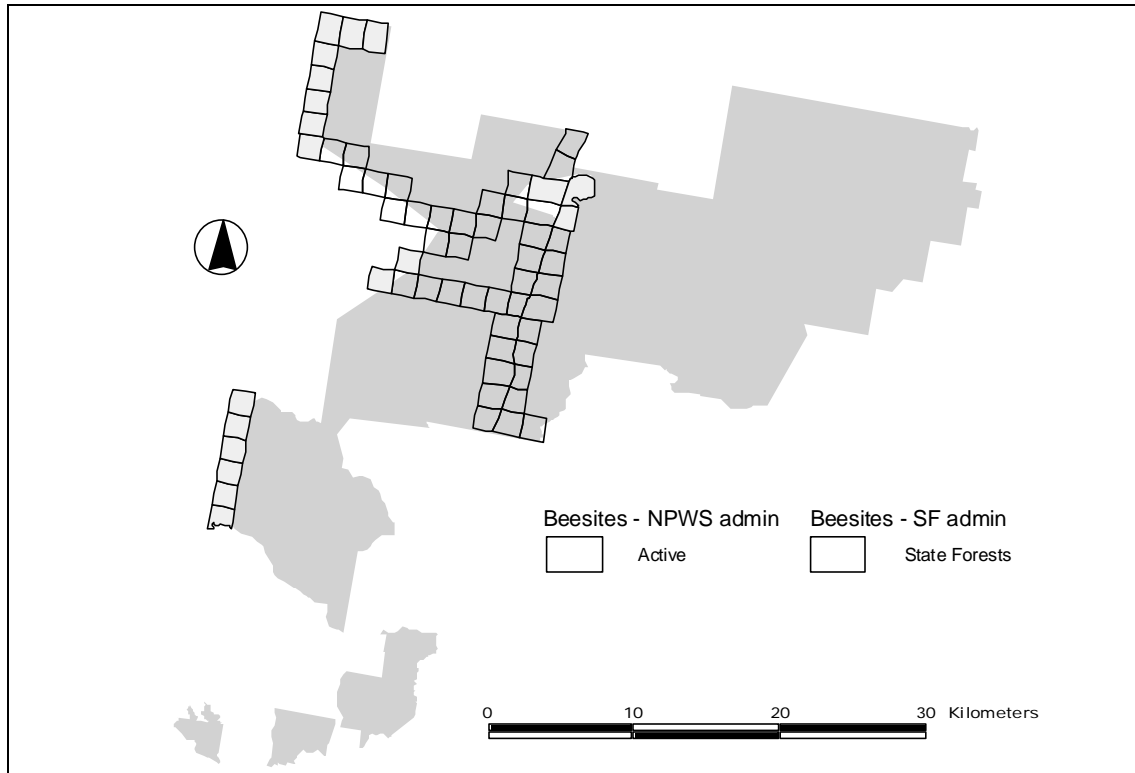 Beesites - NPWS admin
Active
Beesites - SF admin
State Forests
0 10 20 30 Kilometers